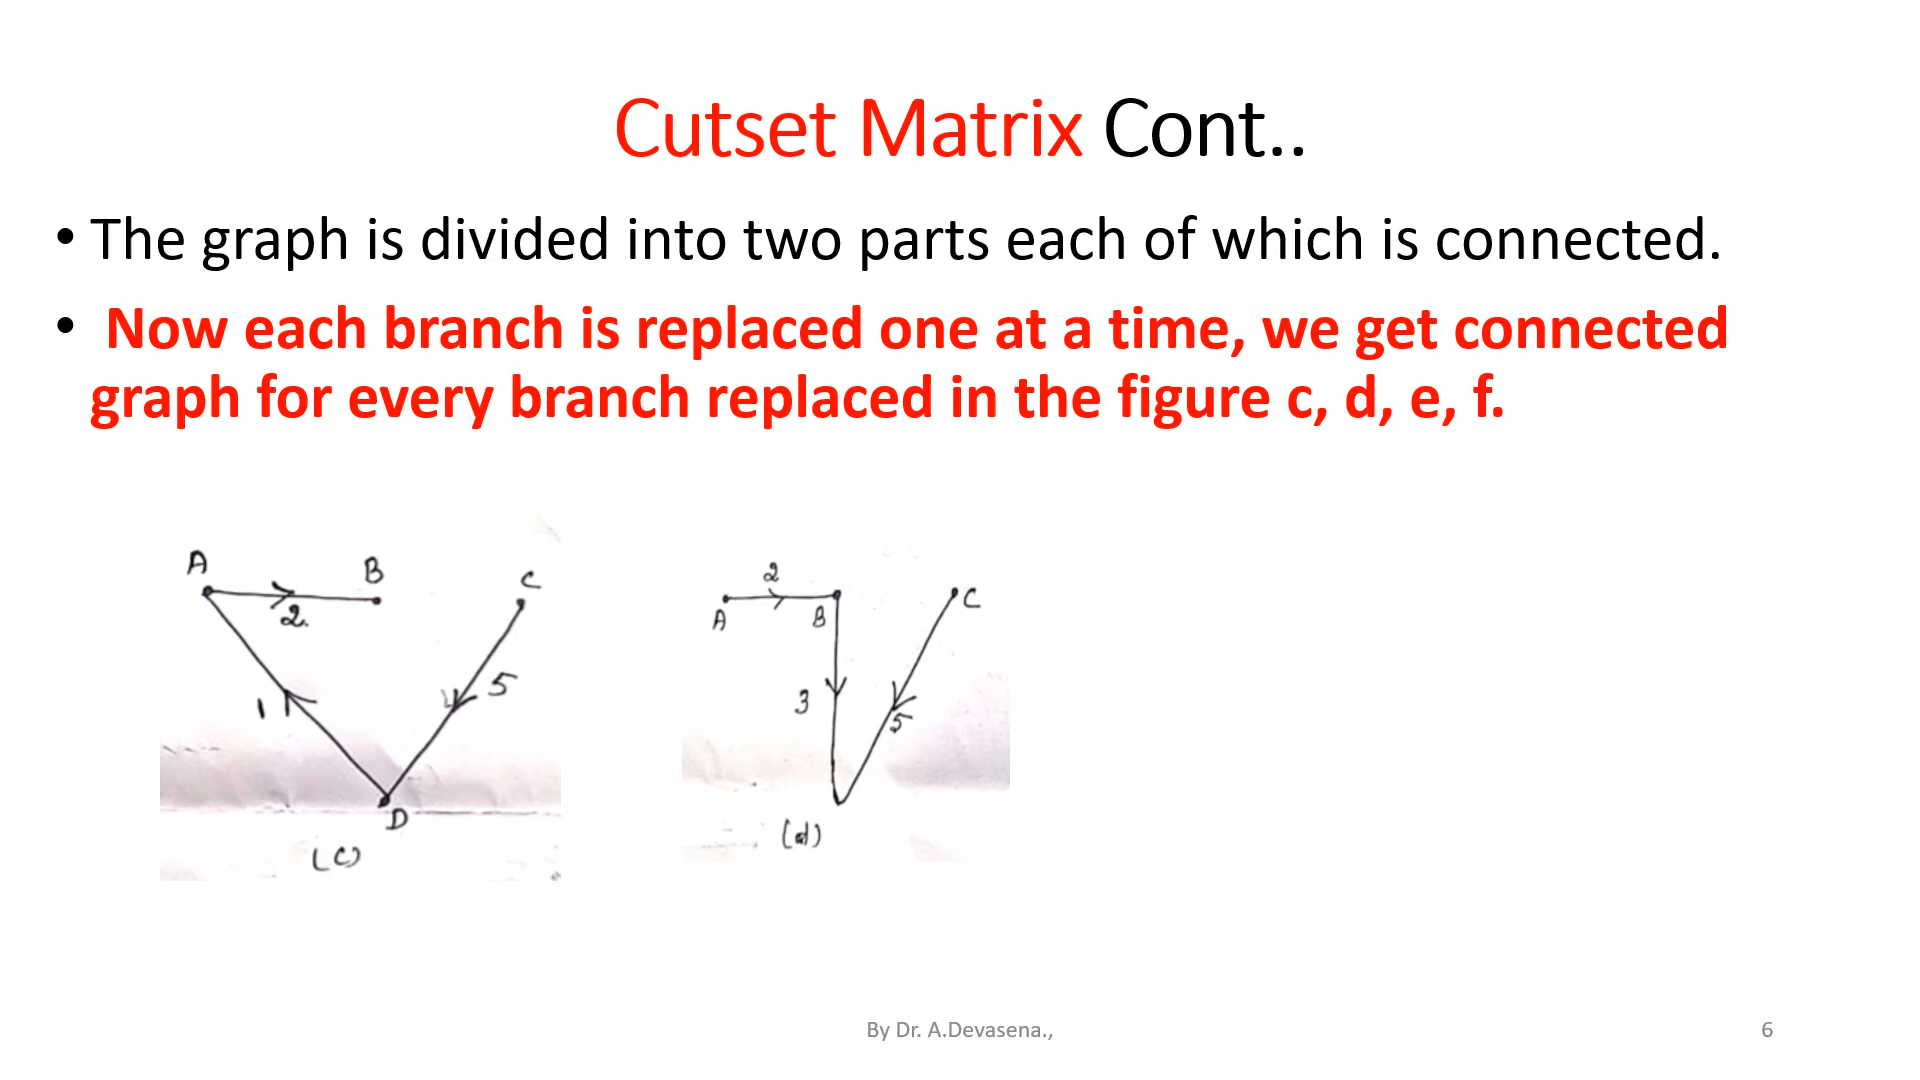 Cutset Matrix Cont..
• The graph is divided into two parts each of which is connected.
• Now each branch is replaced one at a time, we get connected
graph for every branch replaced in the figure c, d, e, f.
A
B
C
2.
5
1
D
(c)
2
A
B
C
3
5
(d)
By Dr. A.Devasena.,
6